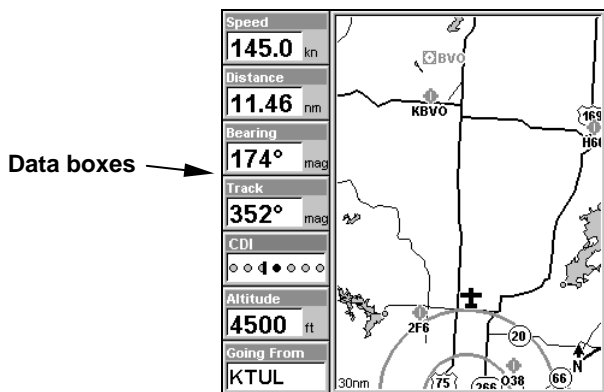 Data boxes
Speed
145.0 kn
Distance
11.46 nm
Bearing
174° mag
Track
352° mag
CDI
Altitude
4500 ft
Going From
KTUL
BVO
KBVO
169
H66
2F6
20
N
75
266
O38
66
30nm